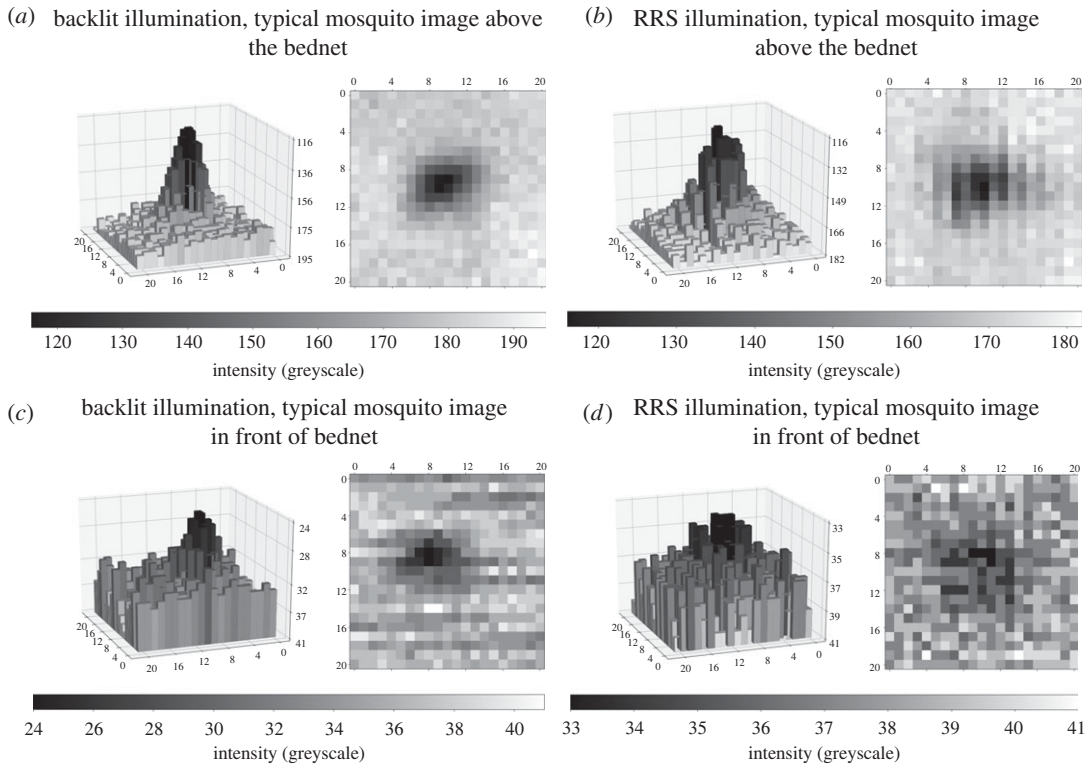 (a) backlit illumination, typical mosquito image above
the bednet
0 4 8 12 16 20
0
4
8
12
16
20
116
136
156
175
195
20
16
12
8
4
0
20 16 12 8 4 0
120 130 140 150 160 170 180 190
intensity (greyscale)
(b) RRS illumination, typical mosquito image
above the bednet
0 4 8 12 16 20
0
4
8
12
16
20
116
132
149
166
182
20
16
12
8
4
0
20 16 12 8 4 0
120 130 140 150 160 170 180
intensity (greyscale)
(c) backlit illumination, typical mosquito image
in front of bednet
0 4 8 12 16 20
0
4
8
12
16
20
24
28
32
37
41
20
16
12
8
4
0
20 16 12 8 4 0
24 26 28 30 32 34 36 38 40
intensity (greyscale)
(d) RRS illumination, typical mosquito image
in front of bednet
0 4 8 12 16 20
0
4
8
12
16
20
33
35
37
39
41
20
16
12
8
4
0
20 16 12 8 4 0
33 34 35 36 37 38 39 40 41
intensity (greyscale)